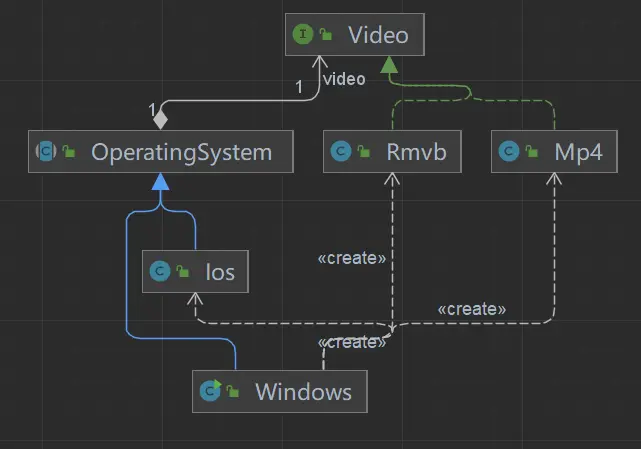 I Video
1 video
1
C OperatingSystem
C Rmvb
C Mp4
«create»
C Ios
«create»
«create»
C Windows